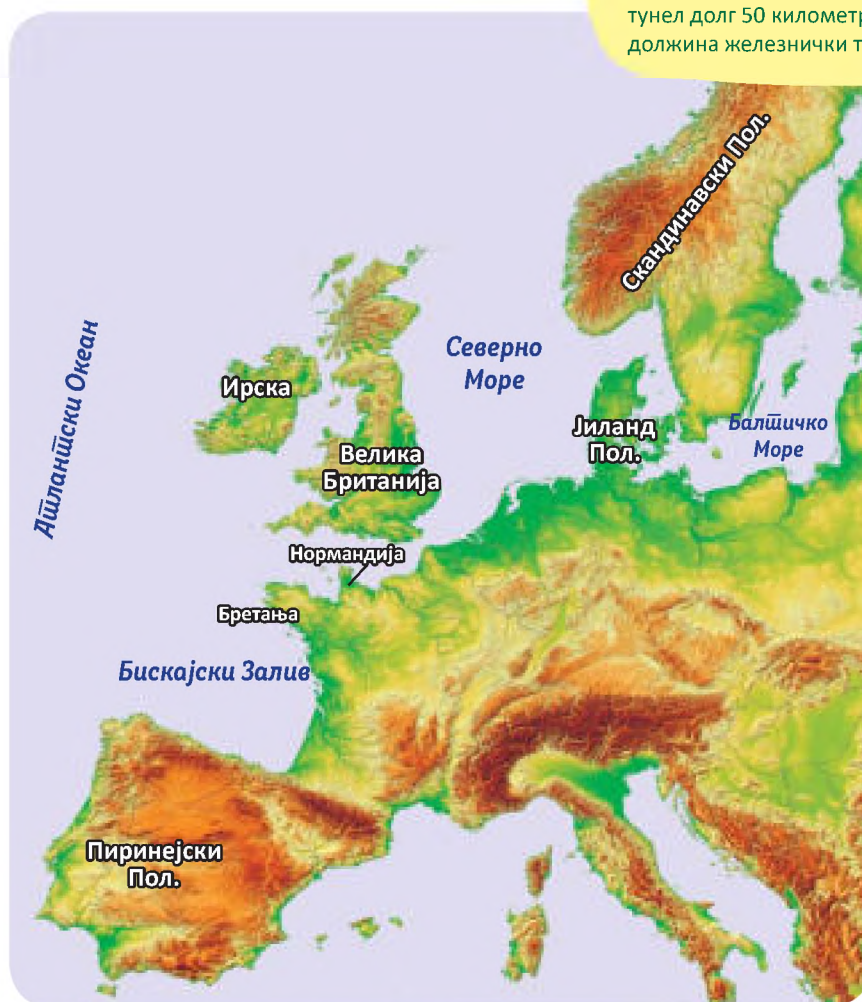 тунел долг 50 километр
должина железнички т
Скандинавски Пол.
Северно
Море
Атлантски Океан
Ирска
Јиланд
Пол.
Балтичко
Море
Велика
Британија
Нормандија
Бретања
Бискајски Залив
Пиринејски
Пол.